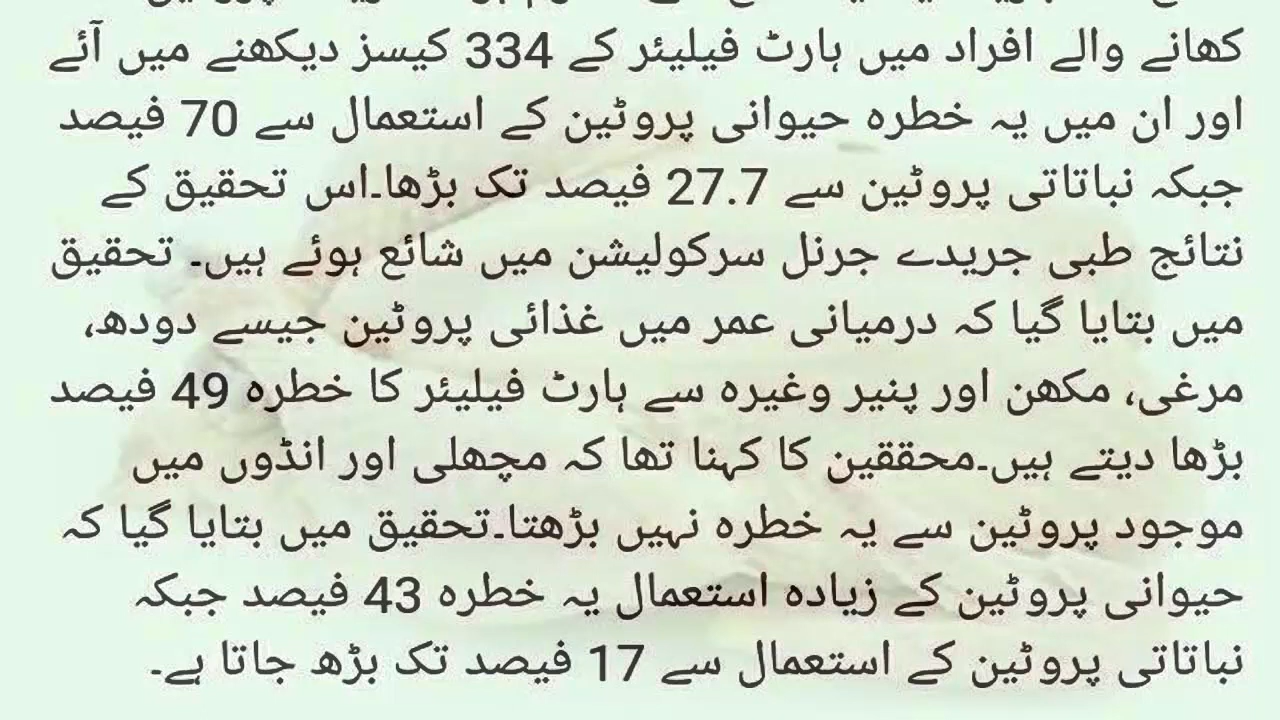 کھانے والے افراد میں ہارٹ فیلیئر کے 334 کیسز دیکھنے میں آئے
اور ان میں یہ خطرہ حیوانی پروٹین کے استعمال سے 70 فیصد
جبکہ نباتاتی پروٹین سے 27.7 فیصد تک بڑھا۔اس تحقیق کے
نتائج طبی جریدے جرنل سرکولیشن میں شائع ہوئے ہیں۔ تحقیق
میں بتایا گیا کہ درمیانی عمر میں غذائی پروٹین جیسے دودھ،
مرغی، مکھن اور پنیر وغیرہ سے ہارٹ فیلیئر کا خطرہ 49 فیصد
بڑھا دیتے ہیں۔محققین کا کہنا تھا کہ مچھلی اور انڈوں میں
موجود پروٹین سے یہ خطرہ نہیں بڑھتا۔تحقیق میں بتایا گیا کہ
حیوانی پروٹین کے زیادہ استعمال یہ خطرہ 43 فیصد جبکہ
نباتاتی پروٹین کے استعمال سے 17 فیصد تک بڑھ جاتا ہے۔